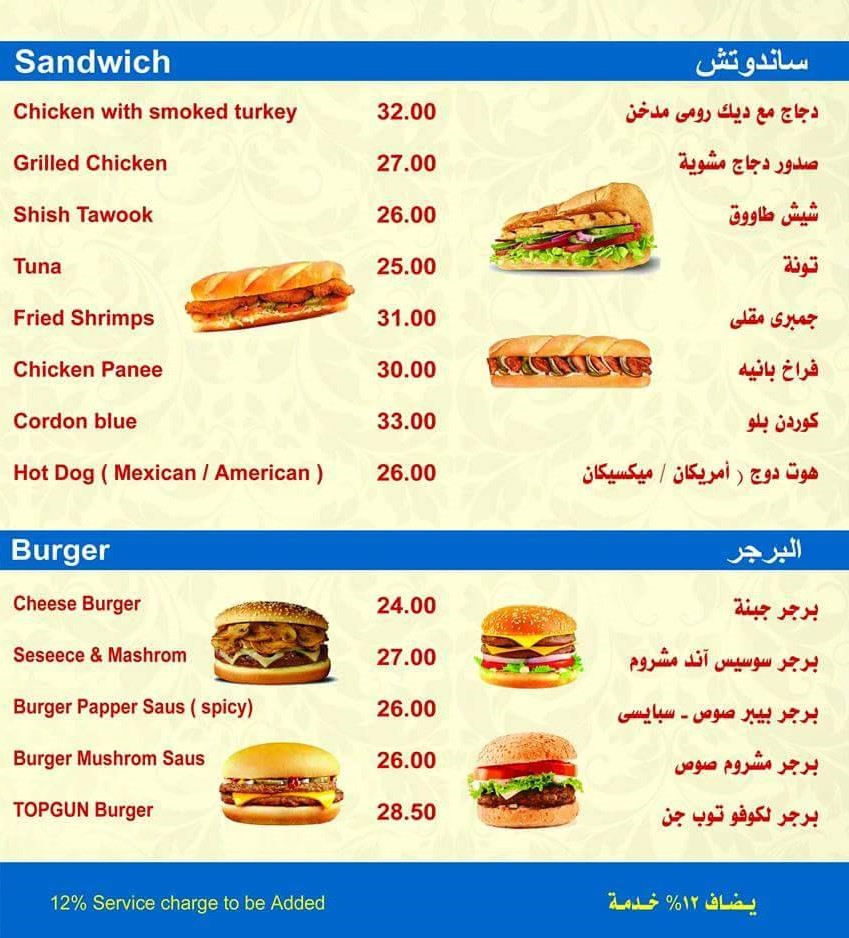 Sandwich ساندوتش
Chicken with smoked turkey 32.00 دجاج مع ديك رومى مدخن
Grilled Chicken 27.00 صدور دجاج مشوية
Shish Tawook 26.00 شيش طاووق
Tuna 25.00 تونة
Fried Shrimps 31.00 جمبرى مقلى
Chicken Panee 30.00 فراخ بانيه
Cordon blue 33.00 كوردن بلو
Hot Dog ( Mexican / American ) 26.00 هوت دوج ( أمريكان / ميكسيكان
Burger البرجر
Cheese Burger 24.00 برجر جبنة
Seseece & Mashrom 27.00 برجر سوسيس آند مشروم
Burger Papper Saus ( spicy) 26.00 برجر بيبر صوص - سبايسى
Burger Mushrom Saus 26.00 برجر مشروم صوص
TOPGUN Burger 28.50 برجر لكوفو توب جن
12% Service charge to be Added يضاف ١٢% خدمة